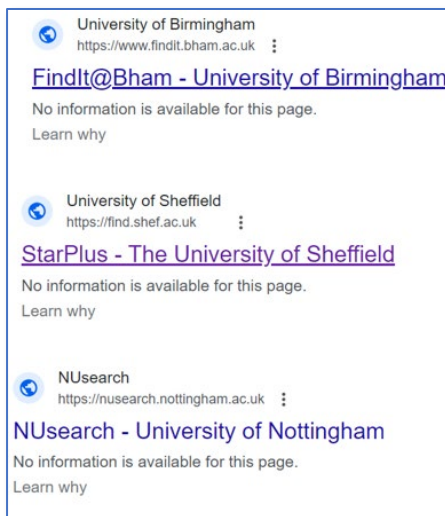 University of Birmingham
https://www.findit.bham.ac.uk
FindIt@Bham - University of Birmingham
No information is available for this page.
Learn why
University of Sheffield
https://find.shef.ac.uk
StarPlus - The University of Sheffield
No information is available for this page.
Learn why
NUsearch
https://nusearch.nottingham.ac.uk
NUsearch - University of Nottingham
No information is available for this page.
Learn why